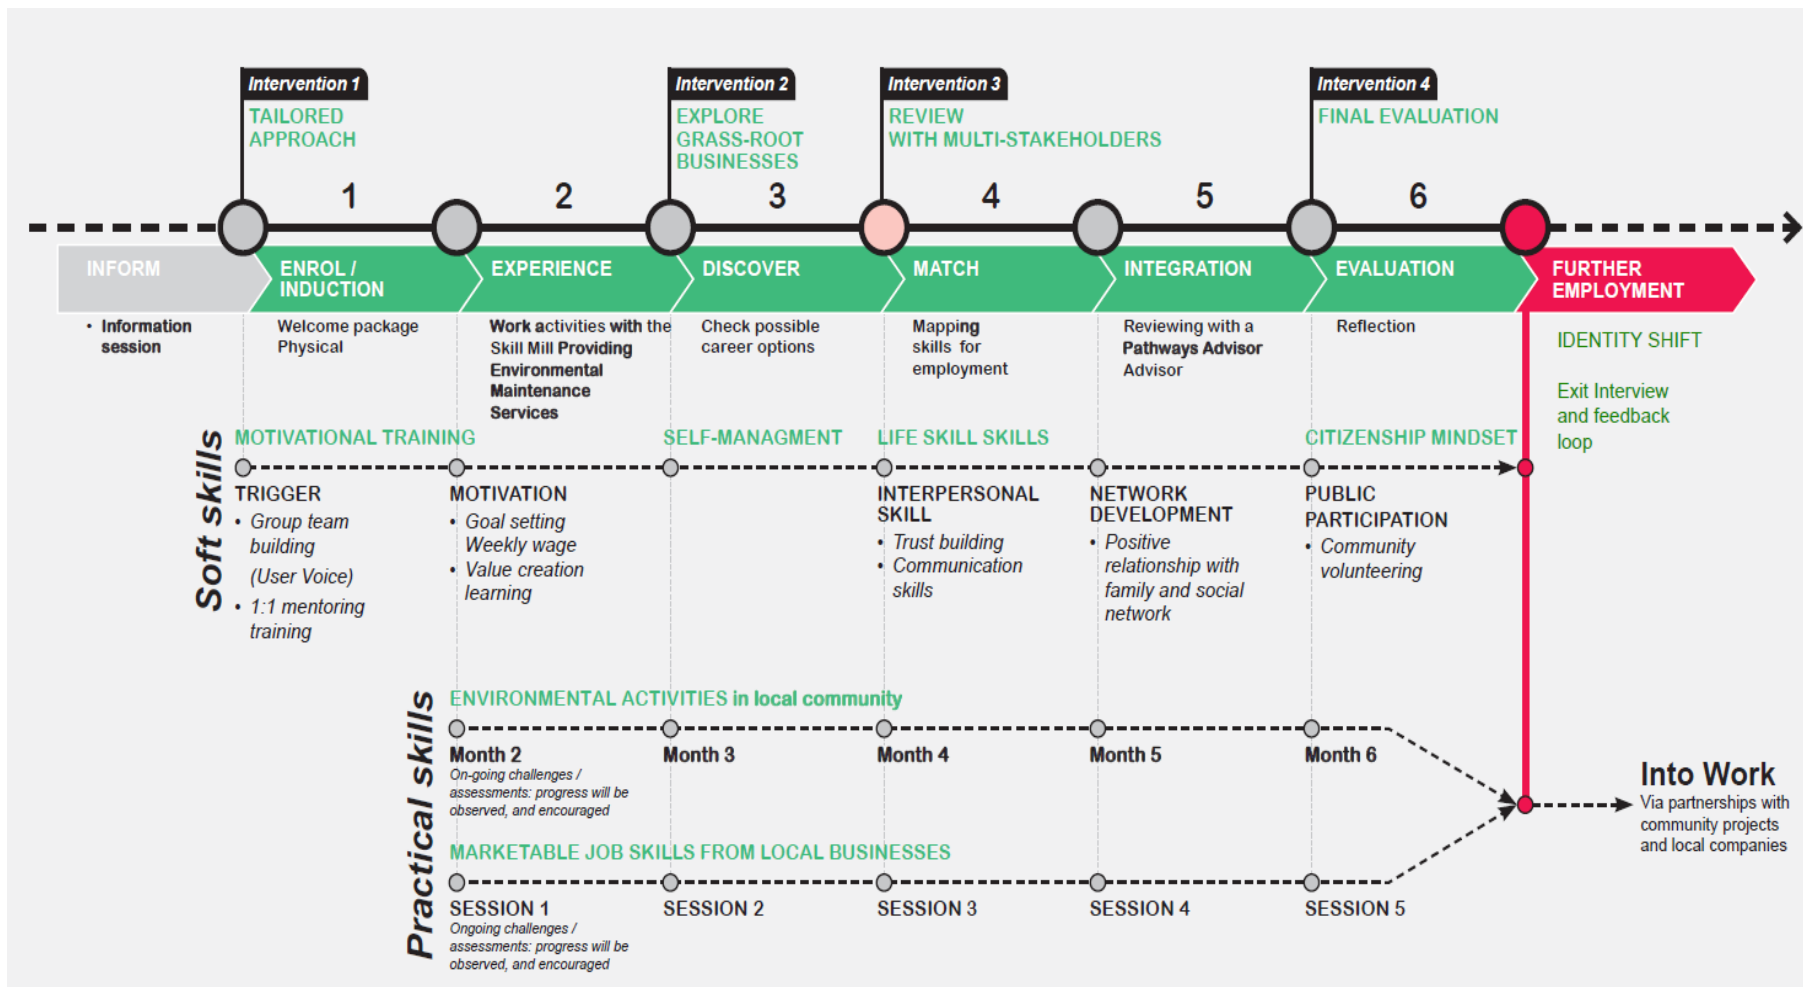 Intervention 1
TAILORED
APPROACH
Intervention 2
EXPLORE
GRASS-ROOT
BUSINESSES
Intervention 3
REVIEW
WITH MULTI-STAKEHOLDERS
Intervention 4
FINAL EVALUATION
1
2
3
4
5
6
INFORM
ENROL /
INDUCTION
EXPERIENCE
DISCOVER
MATCH
INTEGRATION
EVALUATION
FURTHER
EMPLOYMENT
• Information
session
Welcome package
Physical
Work activities with the
Skill Mill Providing
Environmental
Maintenance
Services
Check possible
career options
Mapping
skills for
employment
Reviewing with a
Pathways Advisor
Advisor
Reflection
IDENTITY SHIFT
Exit Interview
and feedback
loop
Soft skills
MOTIVATIONAL TRAINING
SELF-MANAGMENT
LIFE SKILL SKILLS
CITIZENSHIP MINDSET
TRIGGER
• Group team
building
(User Voice)
• 1:1 mentoring
training
MOTIVATION
• Goal setting
Weekly wage
• Value creation
learning
INTERPERSONAL
SKILL
• Trust building
• Communication
skills
NETWORK
DEVELOPMENT
• Positive
relationship with
family and social
network
PUBLIC
PARTICIPATION
• Community
volunteering
Practical skills
ENVIRONMENTAL ACTIVITIES in local community
Month 2
On-going challenges /
assessments: progress will be
observed, and encouraged
Month 3
Month 4
Month 5
Month 6
MARKETABLE JOB SKILLS FROM LOCAL BUSINESSES
SESSION 1
Ongoing challenges /
assessments: progress will be
observed, and encouraged
SESSION 2
SESSION 3
SESSION 4
SESSION 5
Into Work
Via partnerships with
community projects
and local companies